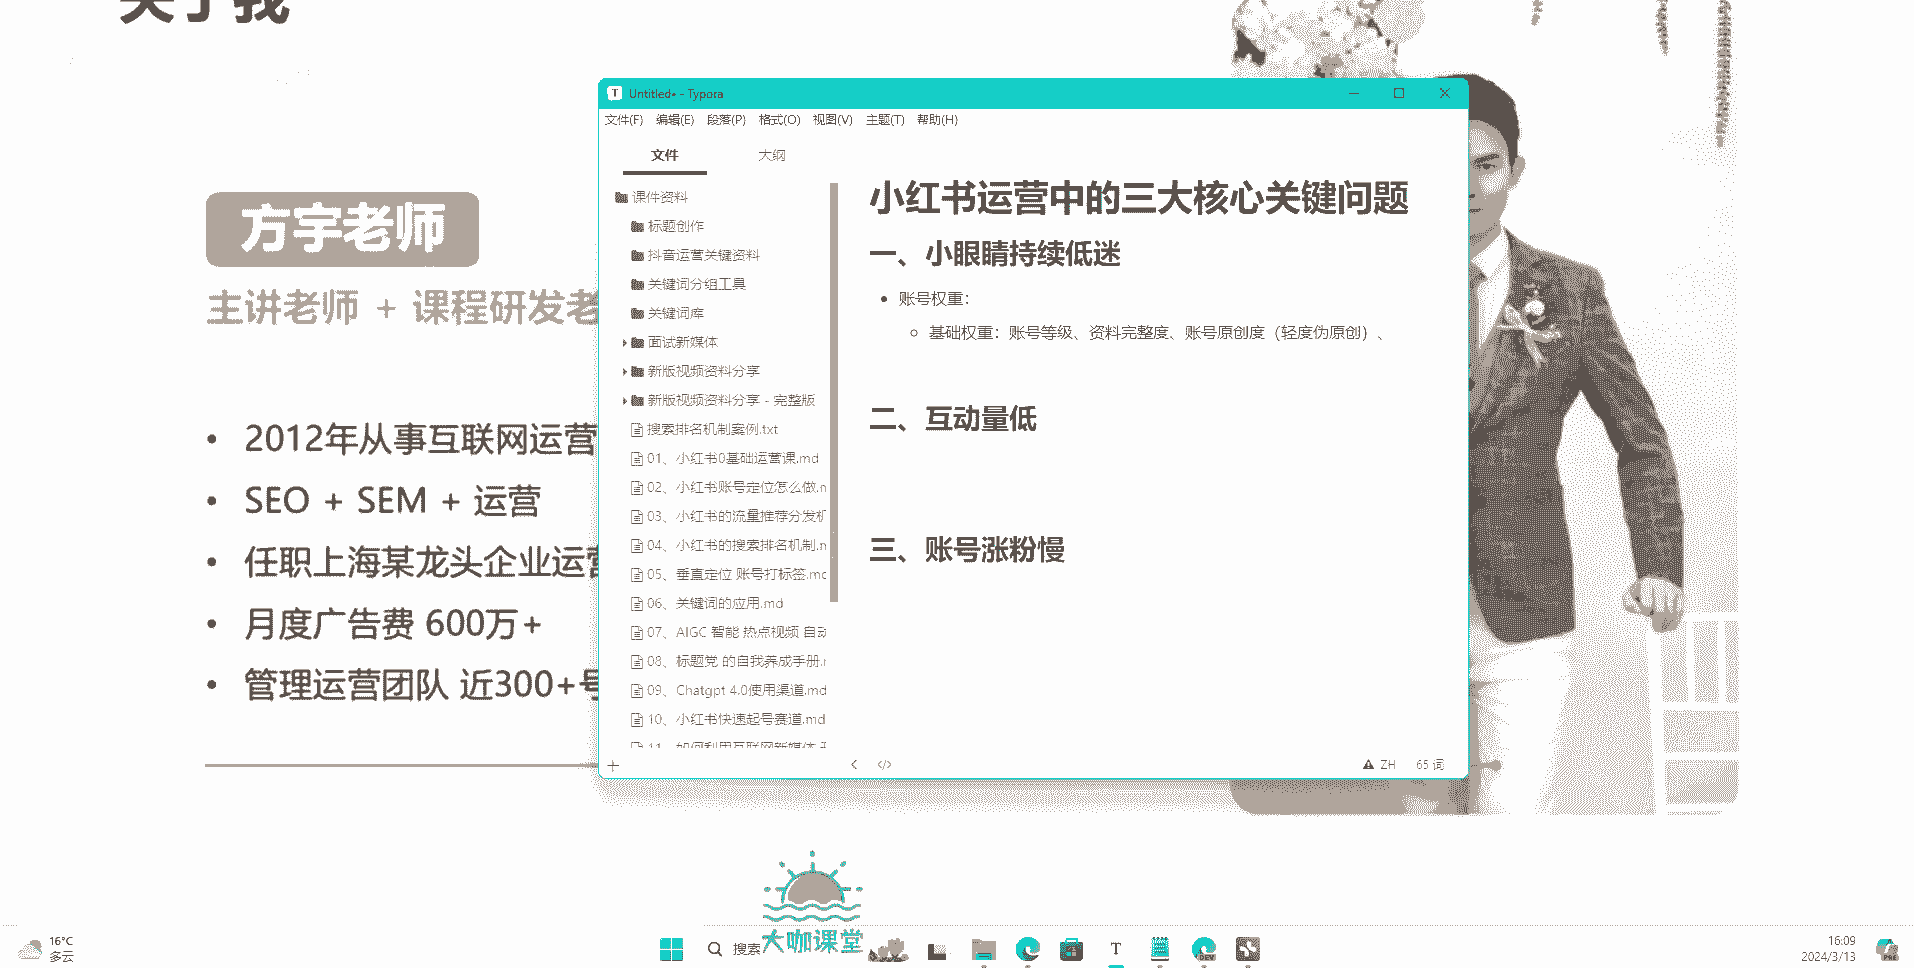 关于我
方宇老师
主讲老师 + 课程研发老
• 2012年从事互联网运营
• SEO + SEM + 运营
• 任职上海某龙头企业运营
• 月度广告费 600万+
• 管理运营团队 近300+号
Untitled• - Typora
文件(F) 编辑(E) 段落(P) 格式(O) 视图(V) 主题(T) 帮助(H)
文件 大纲
课件资料
标题创作
抖音运营关键资料
关键词分组工具
关键词库
面试新媒体
新版视频资料分享
新版视频资料分享 - 完整版
搜索排名机制案例.txt
01、小红书0基础运营课.md
02、小红书账号定位怎么做.m
03、小红书的流量推荐分发机
04、小红书的搜索排名机制.m
05、垂直定位 账号打标签.mc
06、关键词的应用.md
07、AIGC 智能 热点视频 自动
08、标题党 的自我养成手册.r
09、Chatgpt 4.0使用渠道.md
10、小红书快速起号赛道.md
11、如何利用互联网新媒体
小红书运营中的三大核心关键问题
一、小眼睛持续低迷
• 账号权重：
○ 基础权重：账号等级、资料完整度、账号原创度（轻度伪原创）、
二、互动量低
三、账号涨粉慢
ZH 65 词
大咖课堂
16°C
多云
搜索
16:09
2024/3/13